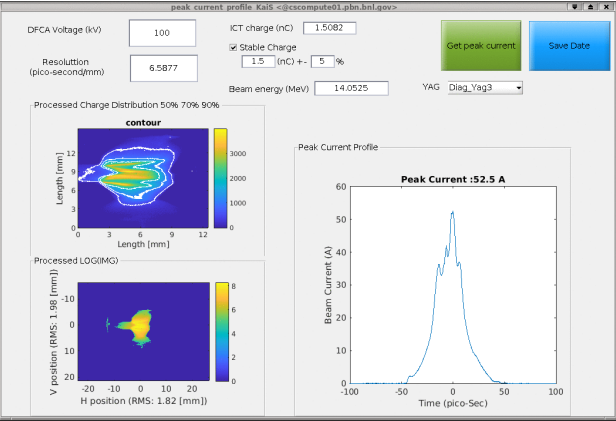 peak current profile KaiS <@cscompute01.pbn.bnl.gov>
DFCA Voltage (kV)
100
ICT charge (nC)
1.5082
Stable Charge
1.5 (nC) +- 5 %
Resoluttion
(pico-second/mm)
6.5877
Beam energy (MeV)
14.0525
Get peak current
Save Date
YAG
Diag_Yag3
Processed Charge Distribution 50% 70% 90%
contour
Length [mm]
12
9
6
3
0
0 3 6 9 12
Length [mm]
3000
2000
1000
0
Processed LOG(IMG)
V position (RMS: 1.98 [mm])
-10
0
10
20
-20 -10 0 10 20
H position (RMS: 1.82 [mm])
8
6
4
2
0
Peak Current Profile
Peak Current :52.5 A
Beam Current (A)
60
50
40
30
20
10
0
-100 -50 0 50 100
Time (pico-Sec)